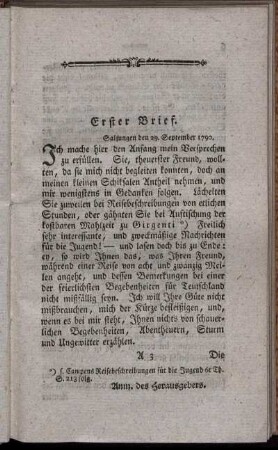 Erster Brief.
Salzungen den 29. September 1790.
Ich mache hier den Anfang mein Versprechen
zu erfüllen. Sie, theuerster Freund, woll-
ten, da sie mich nicht begleiten konnten, doch an
meinen kleinen Schiksalen Antheil nehmen, und
mir wenigstens in Gedanken folgen. Lächelten
Sie zuweilen bei Reisebeschreibungen von etlichen
Stunden, oder gähnten Sie bei Auftischung der
kostbaren Mahlzeit zu Girgenti *) Freilich
sehr interessante, und zweckmäßige Nachrichten
für die Jugend! — und lasen doch bis zu Ende:
ey, so wird Ihnen das, was Ihren Freund,
während einer Reise von acht und zwanzig Mei-
len angeht, und dessen Bemerkungen bei einer
der feierlichsten Begebenheiten für Teutschland
nicht misfällig seyn. Ich will Ihre Güte nicht
mißbrauchen, mich der Kürze befleissigen, und,
wenn es bei mir steht, Ihnen nichts von schauer-
lichen Begebenheiten, Abentheurn, Sturm
und Ungewitter erzählen.
A 3 Die
*) s. Campens Reisebeschreibungen für die Jugend 6r Th.
S. 213 folg.
Anm. des Herausgebers.